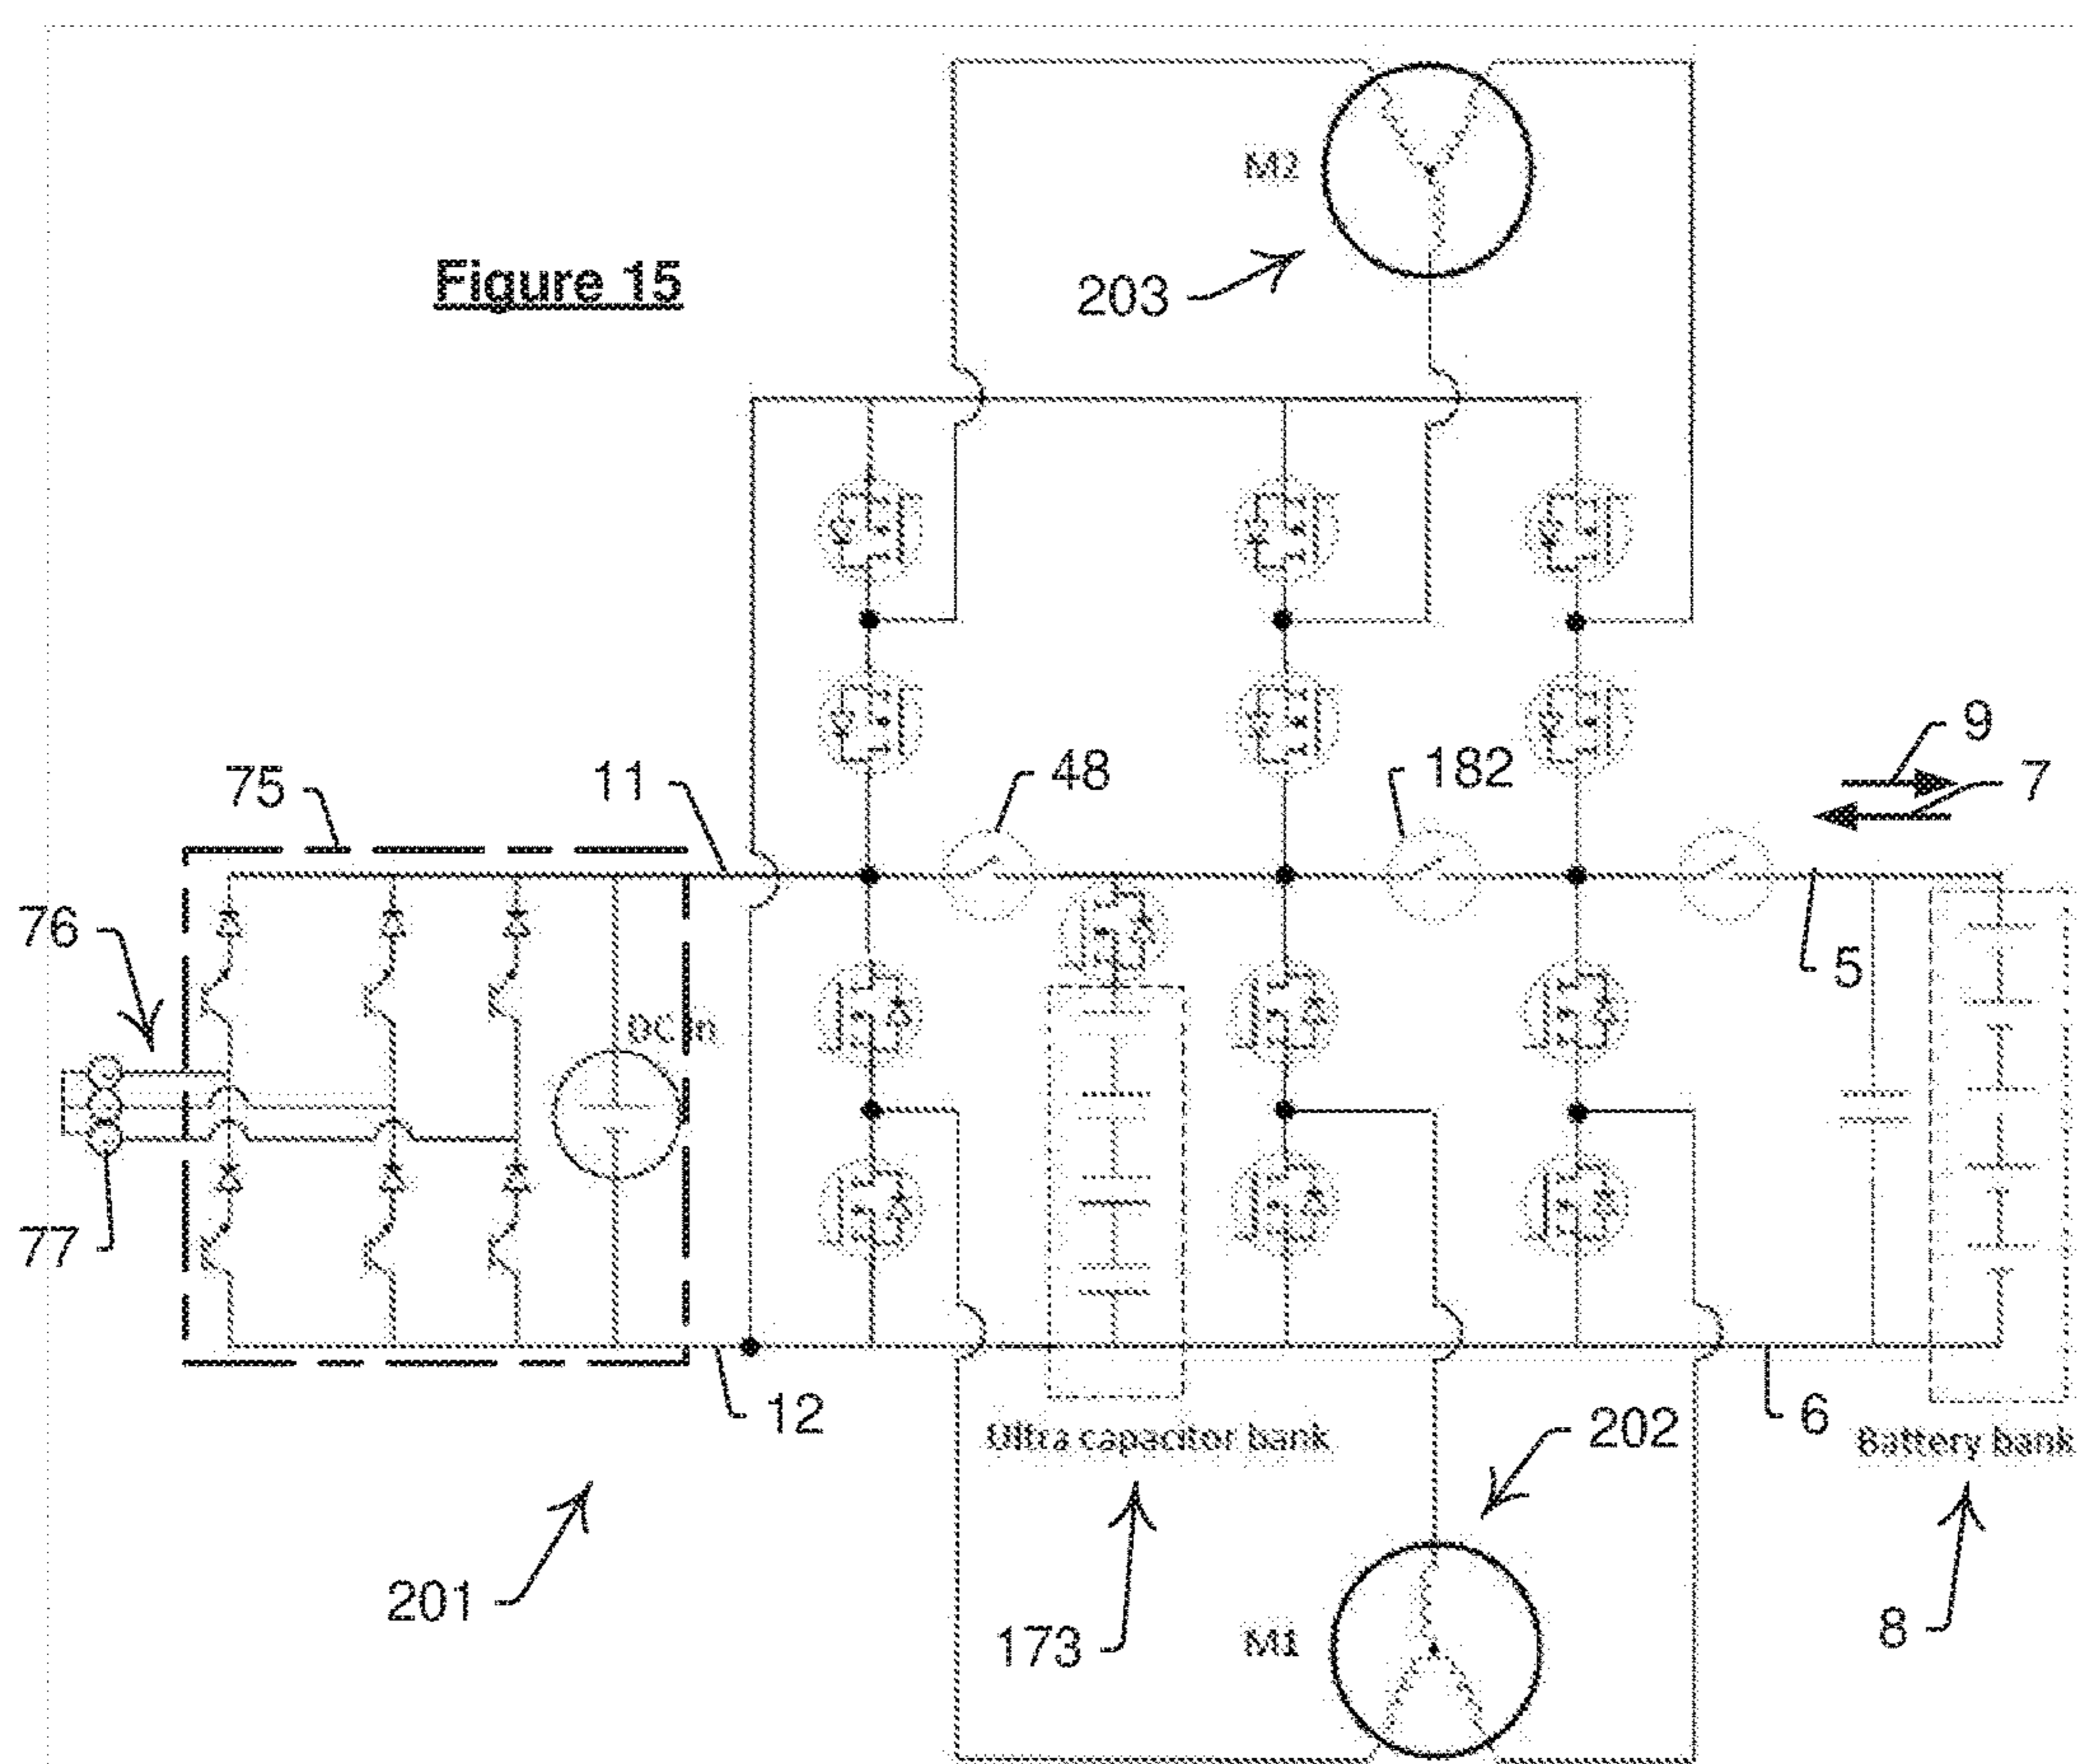 M2
Figure 15
203
9
48
182
7
75
11
76
5
DC in
77
12
6
202
Ultra capacitor bank
Battery bank
201
173
M1
8